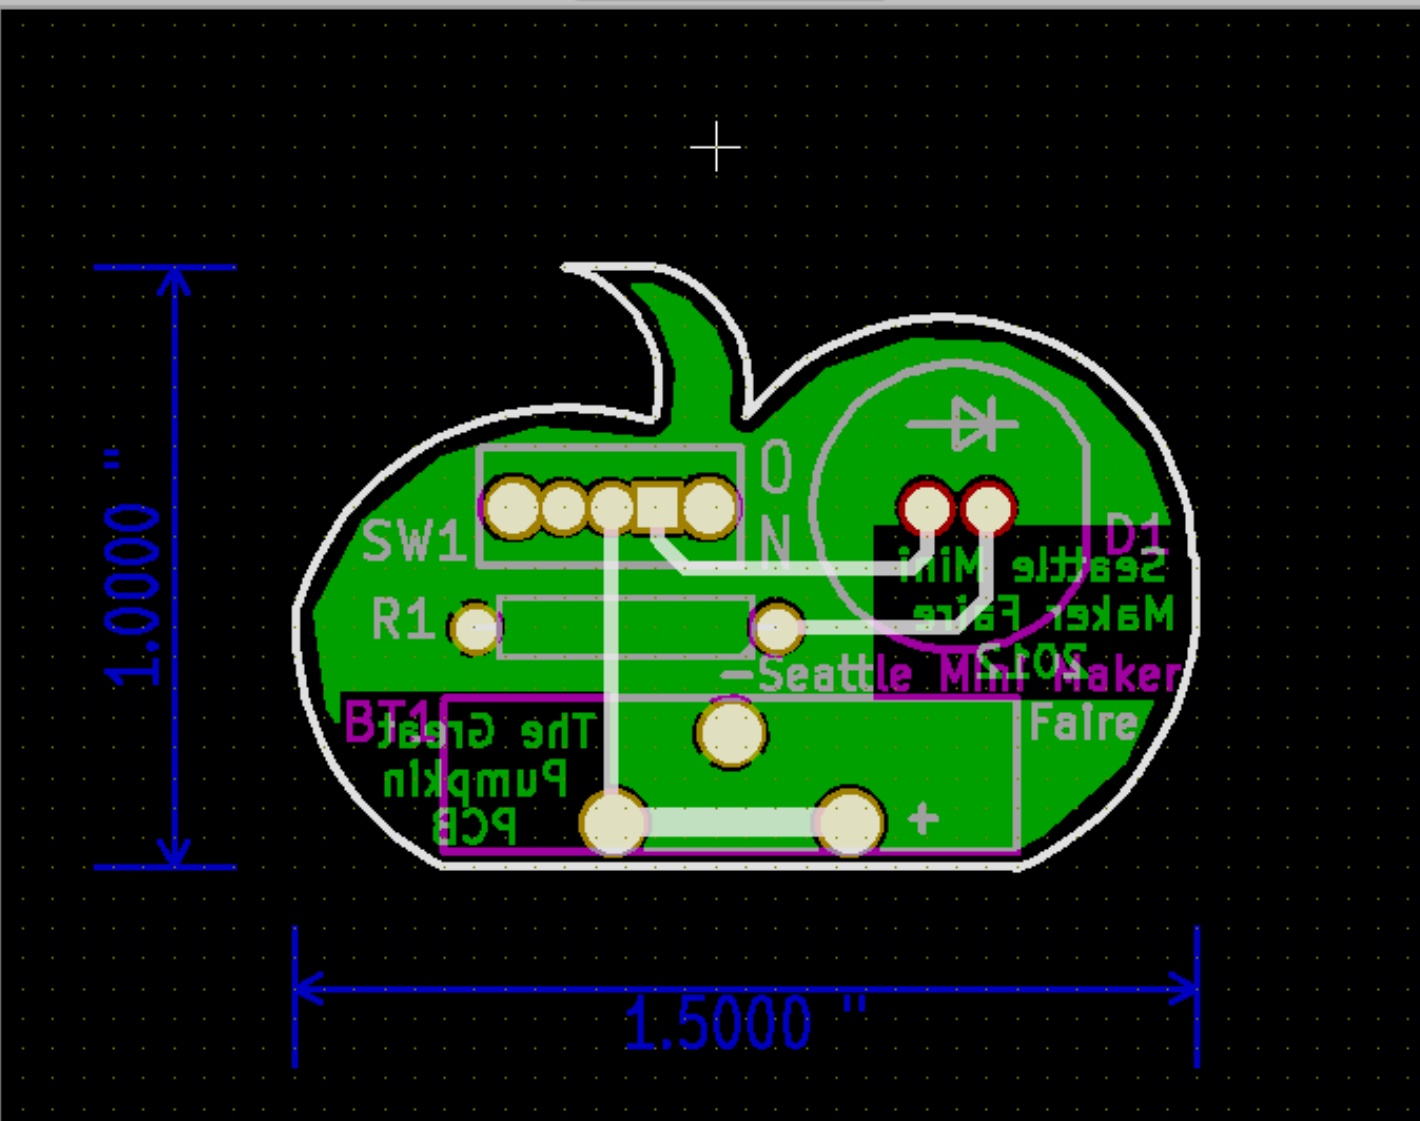 1.0000 "
O
N
SW1
D1
Seattle Mini
Maker Faire
2012
R1
-Seattle Mini Maker
Faire
BT1
The Great
Pumpkin
PCB
+
1.5000 "